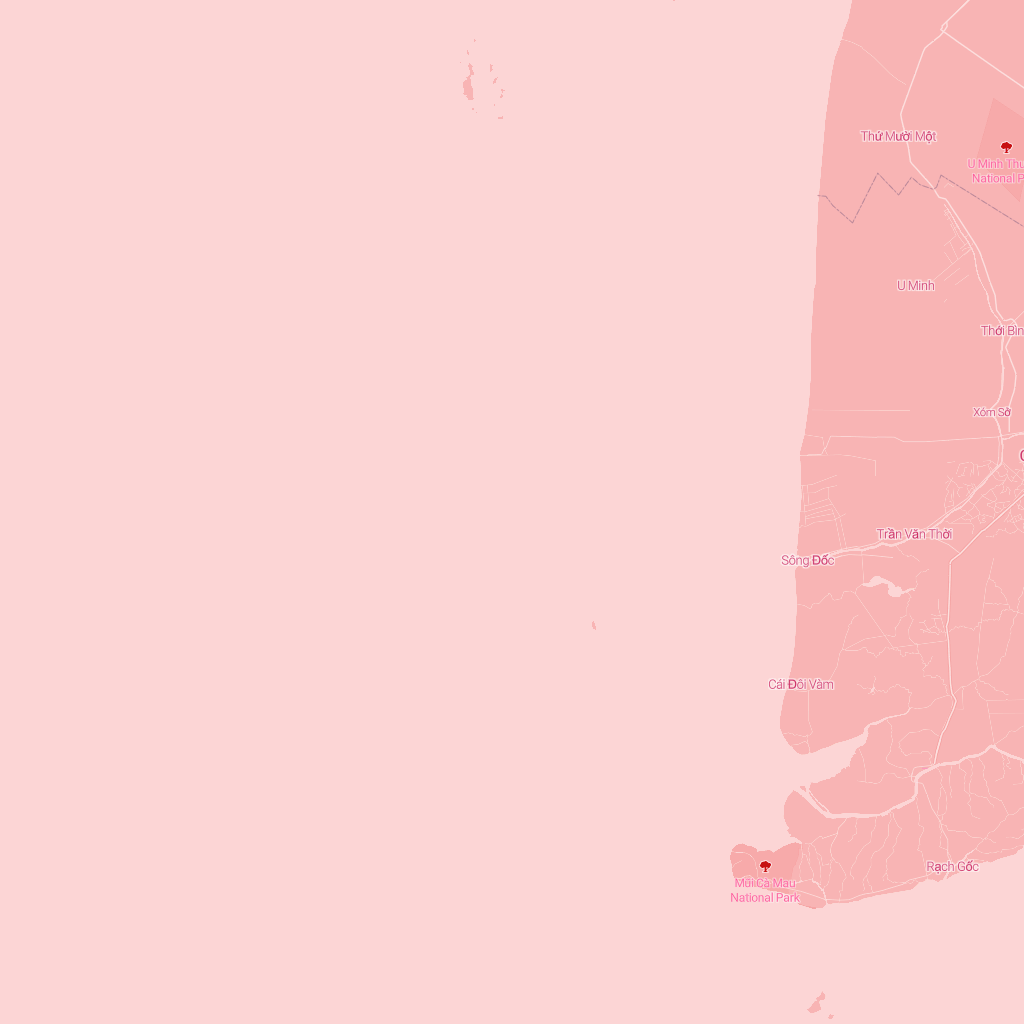 Thứ Mười Một
U Minh Thu
National P
U Minh
Thới Bìn
Xóm Sở
Trần Văn Thời
Sông Đốc
Cái Đôi Vàm
Rạch Gốc
Mũi Cà Mau
National Park